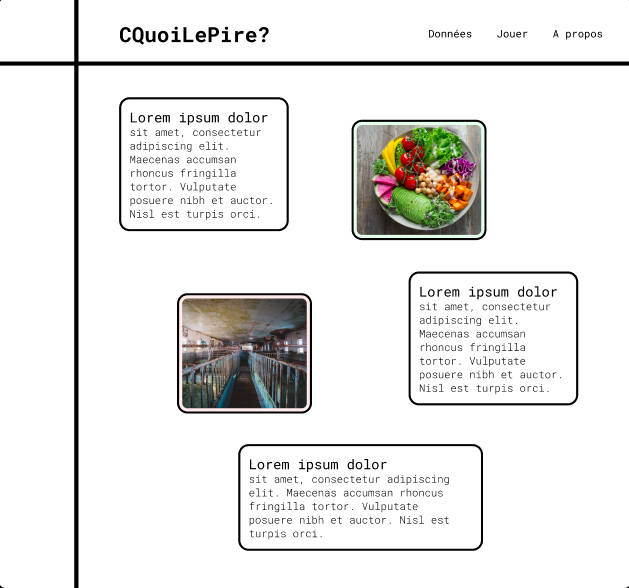 CQuoiLePire?
Données Jouer A propos
Lorem ipsum dolor
sit amet, consectetur
adipiscing elit.
Maecenas accumsan
rhoncus fringilla
tortor. Vulputate
posuere nibh et auctor.
Nisl est turpis orci.
Lorem ipsum dolor
sit amet, consectetur
adipiscing elit.
Maecenas accumsan
rhoncus fringilla
tortor. Vulputate
posuere nibh et auctor.
Nisl est turpis orci.
Lorem ipsum dolor
sit amet, consectetur adipiscing
elit. Maecenas accumsan rhoncus
fringilla tortor. Vulputate
posuere nibh et auctor. Nisl est
turpis orci.